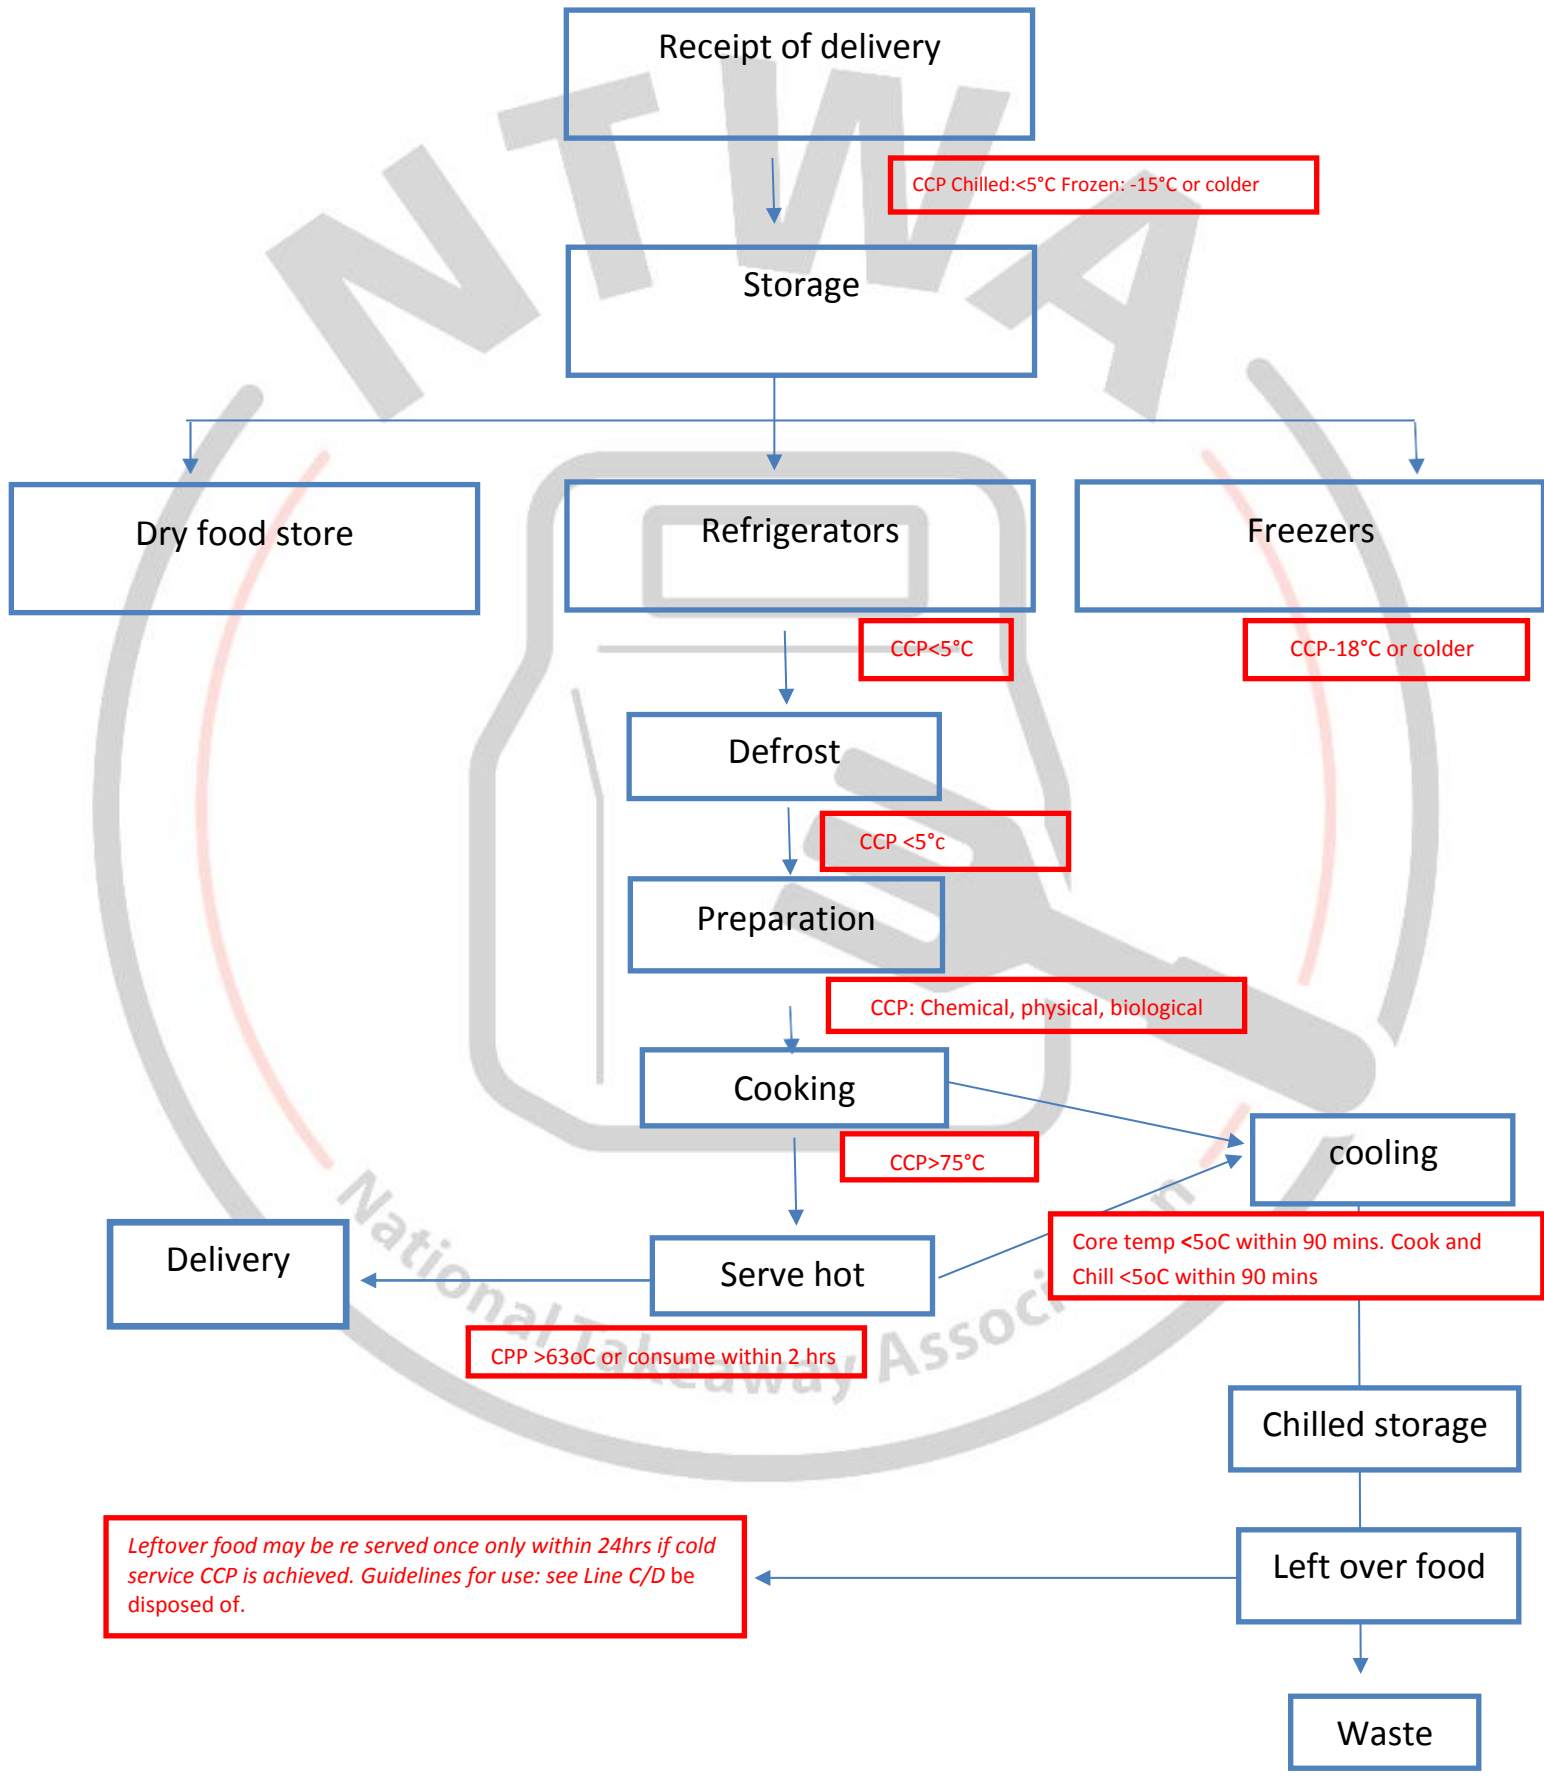 NTWA
Receipt of delivery
CCP Chilled:<5°C Frozen: -15°C or colder
Storage
Dry food store
Refrigerators
Freezers
CCP<5°C
CCP-18°C or colder
Defrost
CCP <5°c
Preparation
CCP: Chemical, physical, biological
Cooking
CCP>75°C
cooling
Core temp <5oC within 90 mins. Cook and
Chill <5oC within 90 mins
Delivery
Serve hot
CPP >63oC or consume within 2 hrs
National Takeaway Association
Chilled storage
Leftover food may be re served once only within 24hrs if cold
service CCP is achieved. Guidelines for use: see Line C/D be
disposed of.
Left over food
Waste